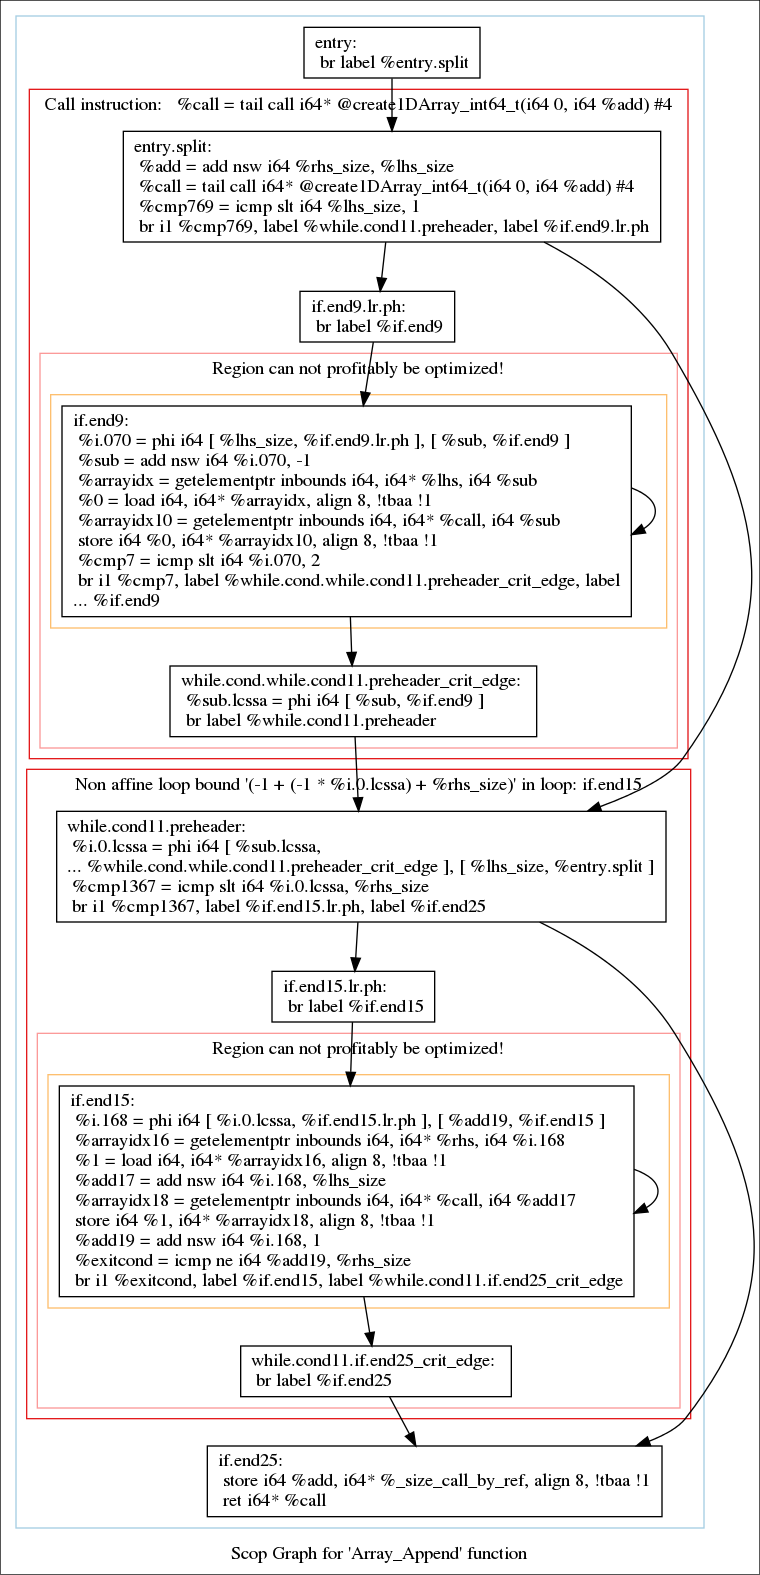 entry:
br label %entry.split
Call instruction: %call = tail call i64* @create1DArray_int64_t(i64 0, i64 %add) #4
entry.split:
%add = add nsw i64 %rhs_size, %lhs_size
%call = tail call i64* @create1DArray_int64_t(i64 0, i64 %add) #4
%cmp769 = icmp slt i64 %lhs_size, 1
br i1 %cmp769, label %while.cond11.preheader, label %if.end9.lr.ph
if.end9.lr.ph:
br label %if.end9
Region can not profitably be optimized!
if.end9:
%i.070 = phi i64 [ %lhs_size, %if.end9.lr.ph ], [ %sub, %if.end9 ]
%sub = add nsw i64 %i.070, -1
%arrayidx = getelementptr inbounds i64, i64* %lhs, i64 %sub
%0 = load i64, i64* %arrayidx, align 8, !tbaa !1
%arrayidx10 = getelementptr inbounds i64, i64* %call, i64 %sub
store i64 %0, i64* %arrayidx10, align 8, !tbaa !1
%cmp7 = icmp slt i64 %i.070, 2
br i1 %cmp7, label %while.cond.while.cond11.preheader_crit_edge, label
... %if.end9
while.cond.while.cond11.preheader_crit_edge:
%sub.lcssa = phi i64 [ %sub, %if.end9 ]
br label %while.cond11.preheader
Non affine loop bound '(-1 + (-1 * %i.0.lcssa) + %rhs_size)' in loop: if.end15
while.cond11.preheader:
%i.0.lcssa = phi i64 [ %sub.lcssa,
... %while.cond.while.cond11.preheader_crit_edge ], [ %lhs_size, %entry.split ]
%cmp1367 = icmp slt i64 %i.0.lcssa, %rhs_size
br i1 %cmp1367, label %if.end15.lr.ph, label %if.end25
if.end15.lr.ph:
br label %if.end15
Region can not profitably be optimized!
if.end15:
%i.168 = phi i64 [ %i.0.lcssa, %if.end15.lr.ph ], [ %add19, %if.end15 ]
%arrayidx16 = getelementptr inbounds i64, i64* %rhs, i64 %i.168
%1 = load i64, i64* %arrayidx16, align 8, !tbaa !1
%add17 = add nsw i64 %i.168, %lhs_size
%arrayidx18 = getelementptr inbounds i64, i64* %call, i64 %add17
store i64 %1, i64* %arrayidx18, align 8, !tbaa !1
%add19 = add nsw i64 %i.168, 1
%exitcond = icmp ne i64 %add19, %rhs_size
br i1 %exitcond, label %if.end15, label %while.cond11.if.end25_crit_edge
while.cond11.if.end25_crit_edge:
br label %if.end25
if.end25:
store i64 %add, i64* %_size_call_by_ref, align 8, !tbaa !1
ret i64* %call
Scop Graph for 'Array_Append' function